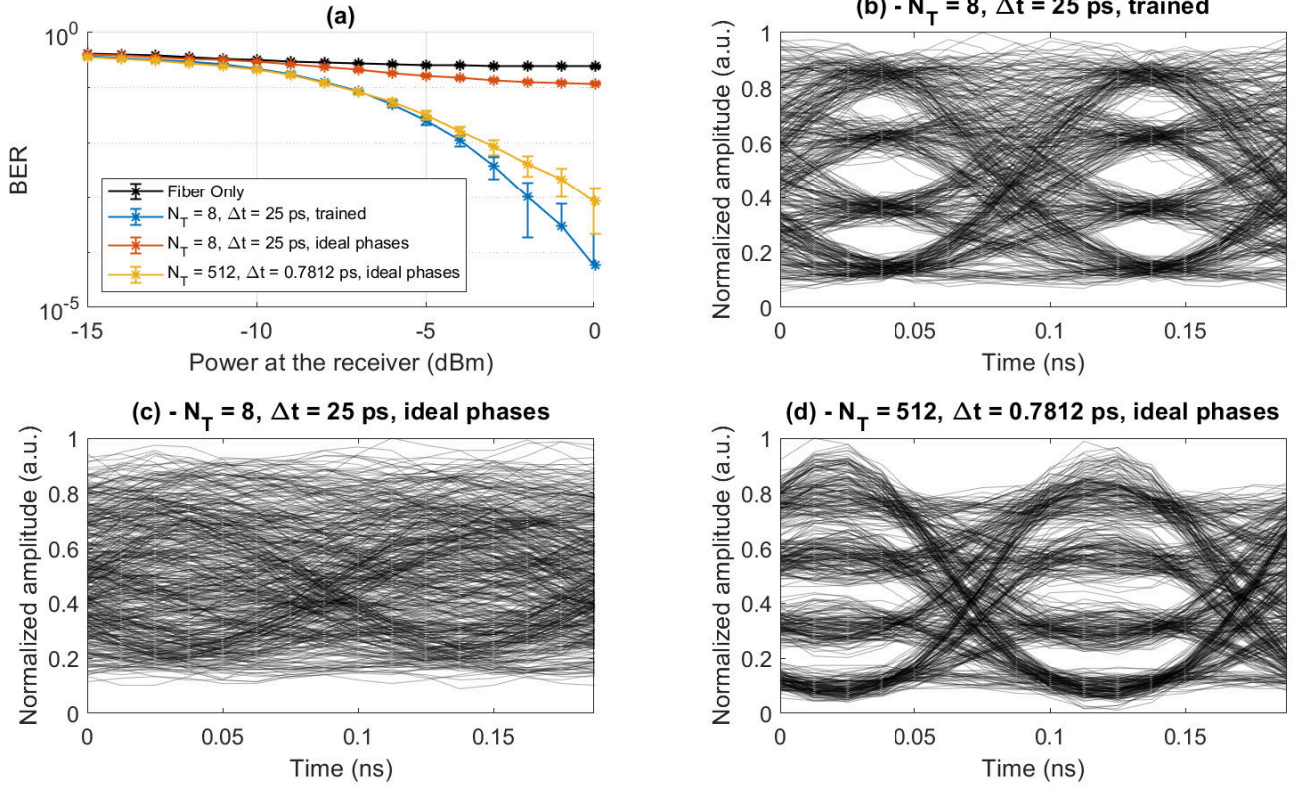 (a)
10^0
10^-5
BER
-15
-10
-5
0
Power at the receiver (dBm)
Fiber Only
N_T = 8, Δt = 25 ps, trained
N_T = 8, Δt = 25 ps, ideal phases
N_T = 512, Δt = 0.7812 ps, ideal phases
(b) - N_T = 8, Δt = 25 ps, trained
Normalized amplitude (a.u.)
1
0.8
0.6
0.4
0.2
0
0
0.05
0.1
0.15
Time (ns)
(c) - N_T = 8, Δt = 25 ps, ideal phases
Normalized amplitude (a.u.)
1
0.8
0.6
0.4
0.2
0
0
0.05
0.1
0.15
Time (ns)
(d) - N_T = 512, Δt = 0.7812 ps, ideal phases
Normalized amplitude (a.u.)
1
0.8
0.6
0.4
0.2
0
0
0.05
0.1
0.15
Time (ns)